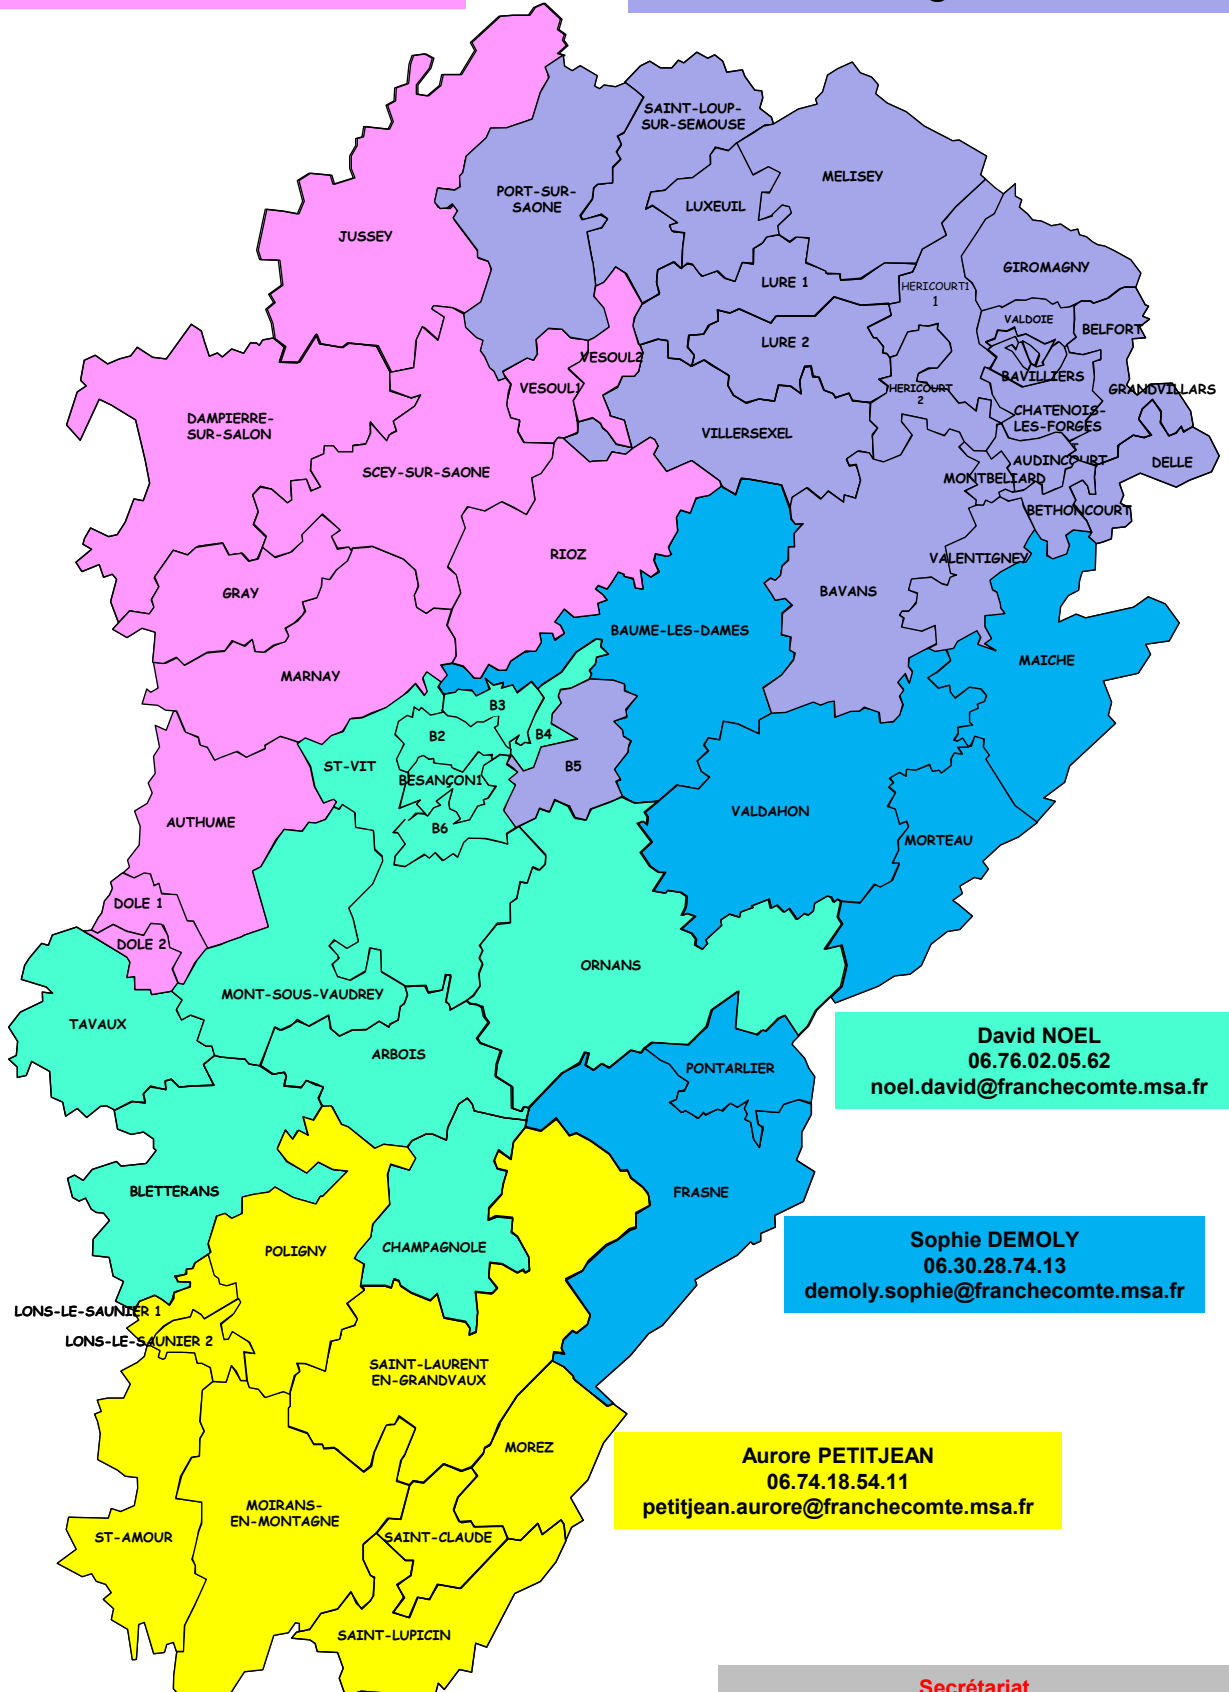 SAINT-LOUP-
SUR-SEMOUSE
MELISEY
PORT-SUR-
SAONE
LUXEUIL
JUSSEY
GIROMAGNY
LURE 1
HERICOURT1
1
VALDOIE
BELFORT
LURE 2
VESOUL2
VESOUL1
BAVILLIERS
HERICOURT
2
GRANDVILLARS
DAMPIERRE-
SUR-SALON
CHATENOIS-
LES-FORGES
VILLERSEXEL
SCEY-SUR-SAONE
AUDINCOURT
T
DELLE
MONTBELIARD
BETHONCOURT
RIOZ
VALENTIGNEY
GRAY
BAVANS
BAUME-LES-DAMES
MAICHE
MARNAY
B3
B2
B4
ST-VIT
B5
BESANÇON1
VALDAHON
AUTHUME
B6
MORTEAU
DOLE 1
DOLE 2
ORNANS
MONT-SOUS-VAUDREY
TAVAUX
ARBOIS
PONTARLIER
David NOEL
06.76.02.05.62
noel.david@franchecomte.msa.fr
BLETTERANS
FRASNE
POLIGNY
CHAMPAGNOLE
Sophie DEMOLY
06.30.28.74.13
demoly.sophie@franchecomte.msa.fr
LONS-LE-SAUNIER 1
LONS-LE-SAUNIER 2
SAINT-LAURENT
EN-GRANDVAUX
MOREZ
Aurore PETITJEAN
06.74.18.54.11
petitjean.aurore@franchecomte.msa.fr
MOIRANS-
EN-MONTAGNE
ST-AMOUR
SAINT-CLAUDE
SAINT-LUPICIN
Secrétariat